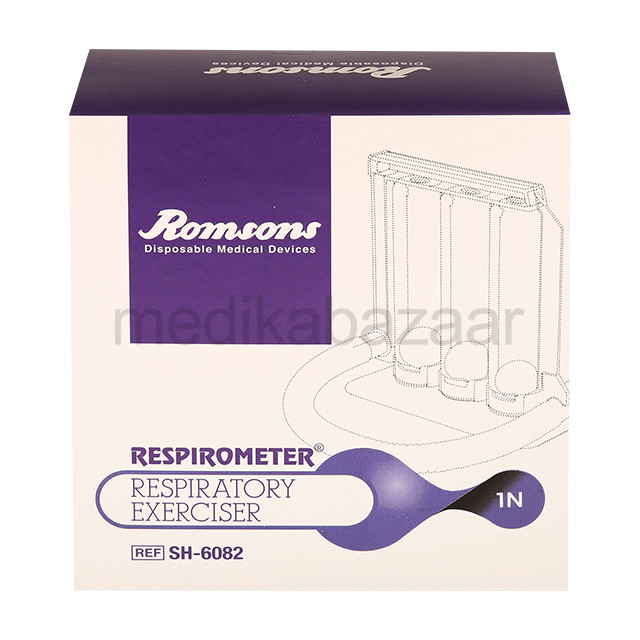 Romsons
Disposable Medical Devices
Romsons
Disposable Medical Devices
medikabazaar
RESPIROMETER®
RESPIRATORY
EXERCISER
1N
REF SH-6082